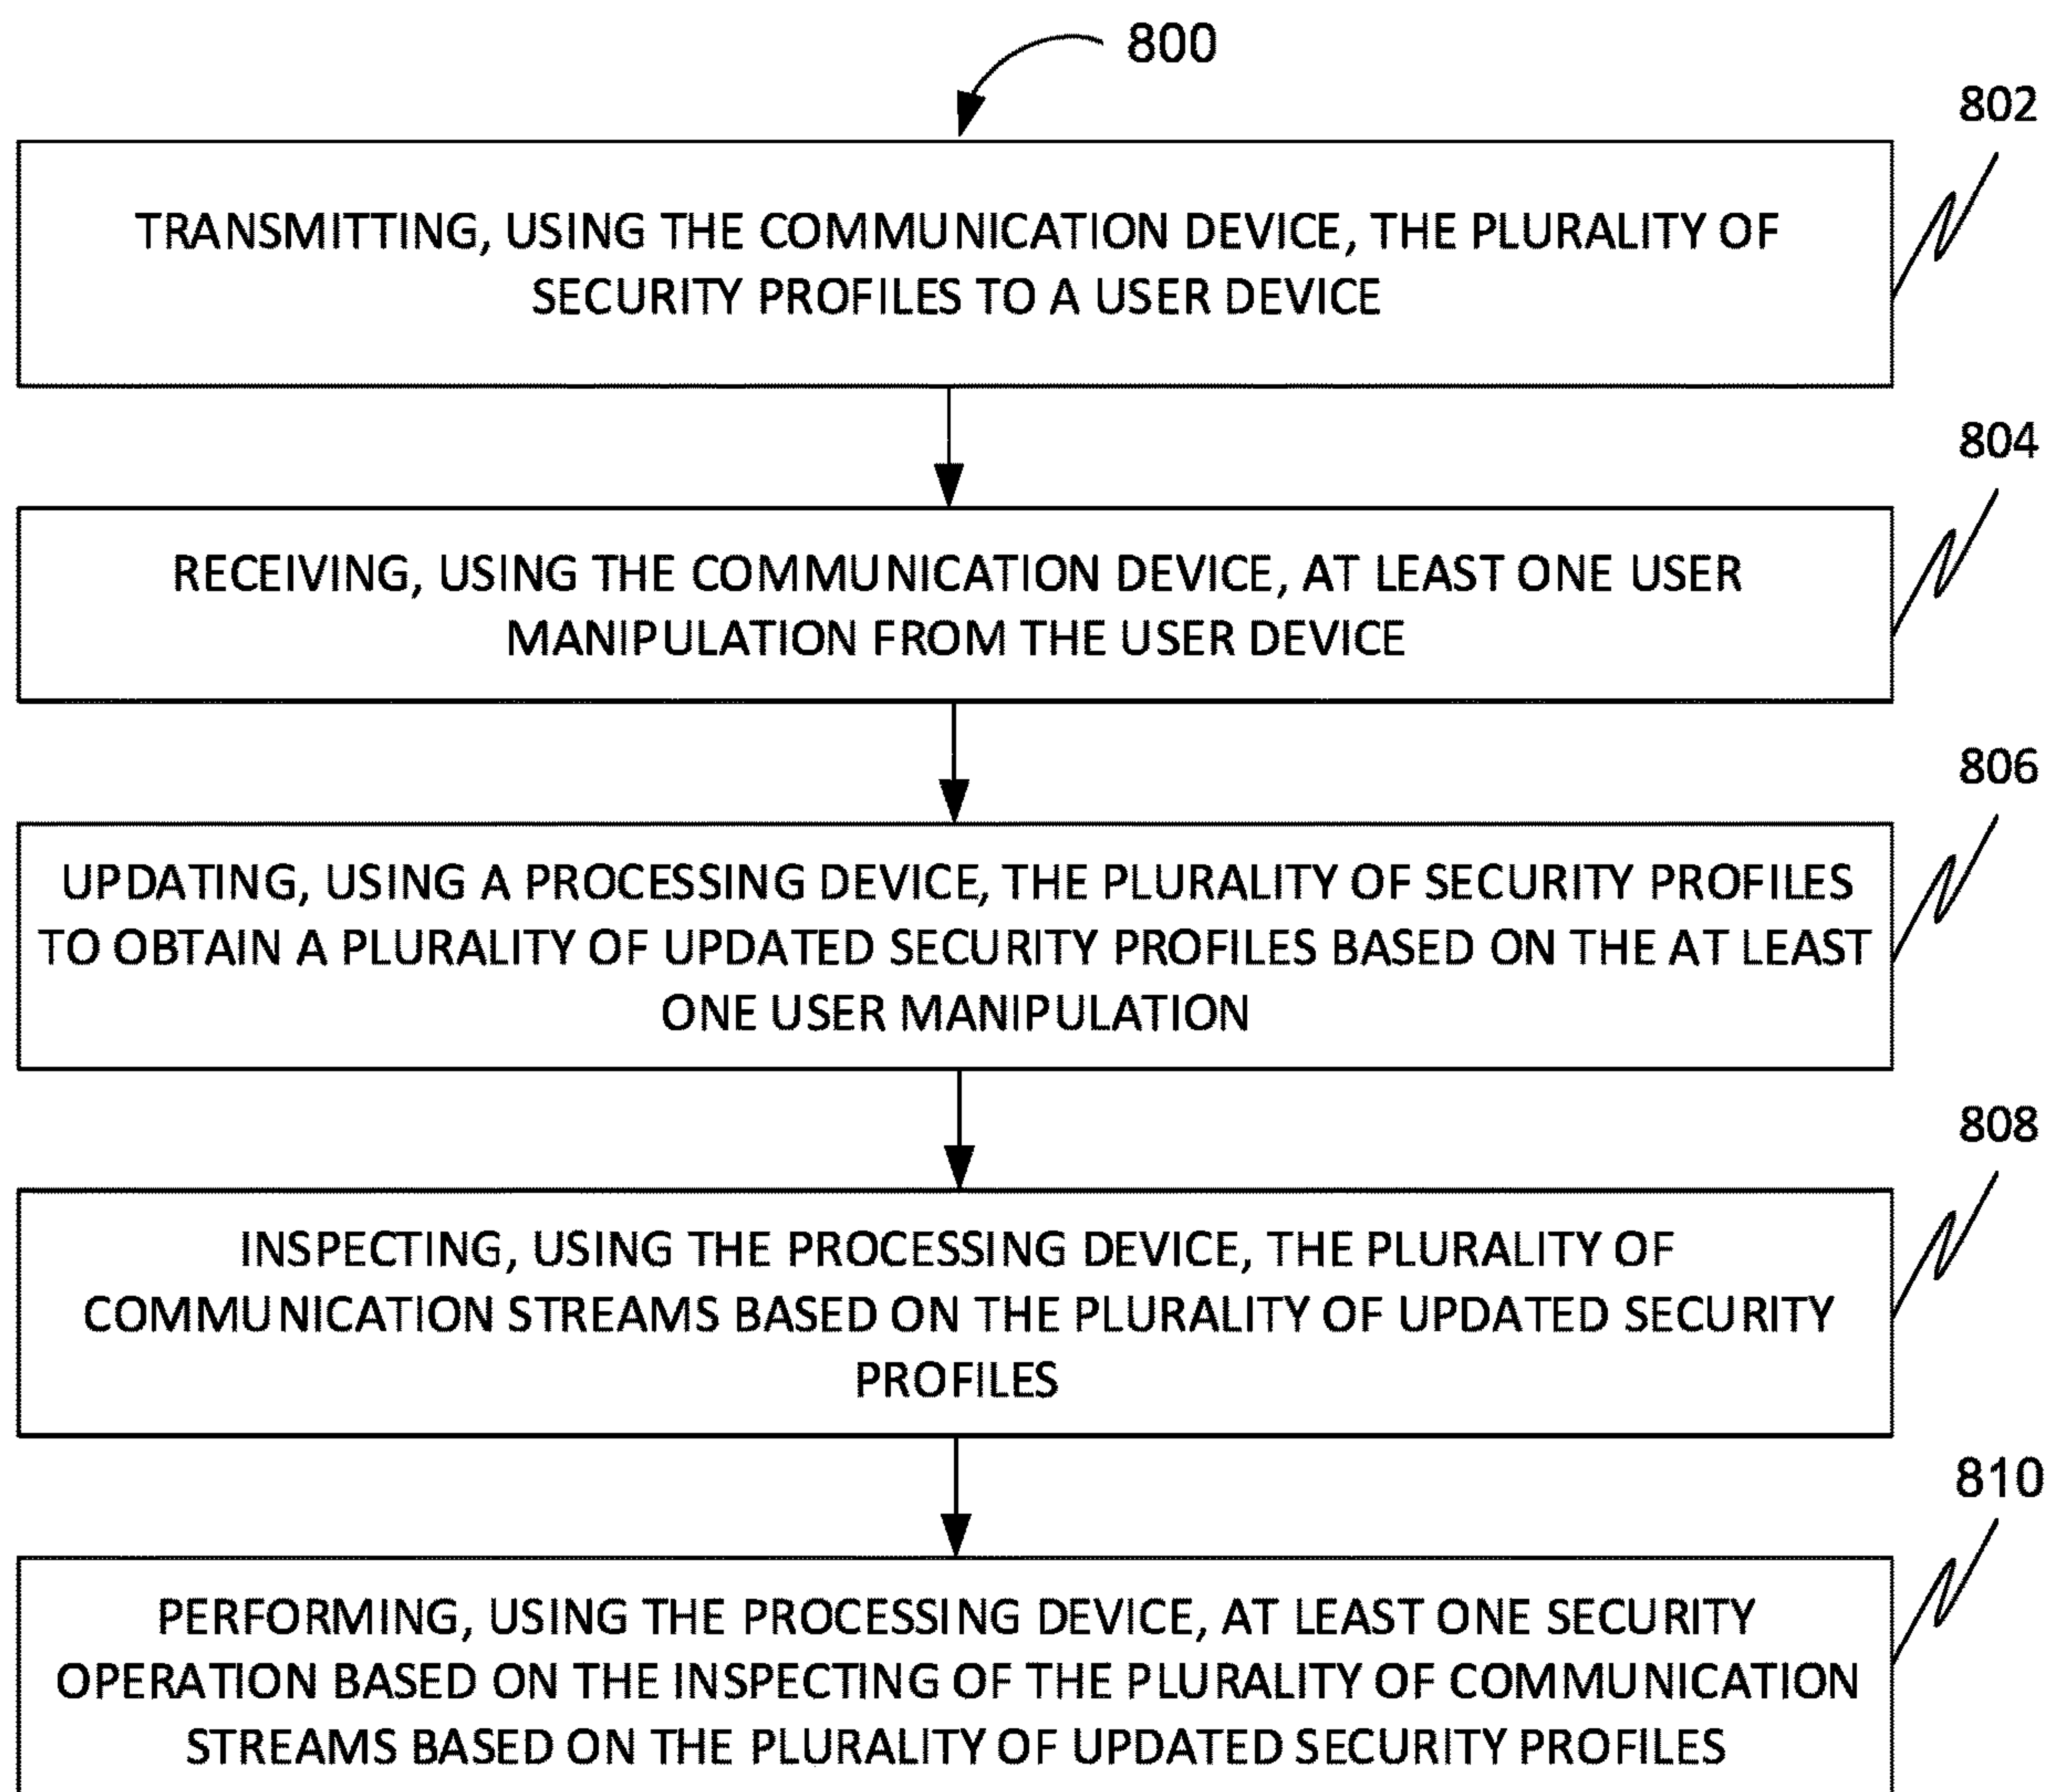 800
802
TRANSMITTING, USING THE COMMUNICATION DEVICE, THE PLURALITY OF
SECURITY PROFILES TO A USER DEVICE
804
RECEIVING, USING THE COMMUNICATION DEVICE, AT LEAST ONE USER
MANIPULATION FROM THE USER DEVICE
806
UPDATING, USING A PROCESSING DEVICE, THE PLURALITY OF SECURITY PROFILES
TO OBTAIN A PLURALITY OF UPDATED SECURITY PROFILES BASED ON THE AT LEAST
ONE USER MANIPULATION
808
INSPECTING, USING THE PROCESSING DEVICE, THE PLURALITY OF
COMMUNICATION STREAMS BASED ON THE PLURALITY OF UPDATED SECURITY
PROFILES
810
PERFORMING, USING THE PROCESSING DEVICE, AT LEAST ONE SECURITY
OPERATION BASED ON THE INSPECTING OF THE PLURALITY OF COMMUNICATION
STREAMS BASED ON THE PLURALITY OF UPDATED SECURITY PROFILES